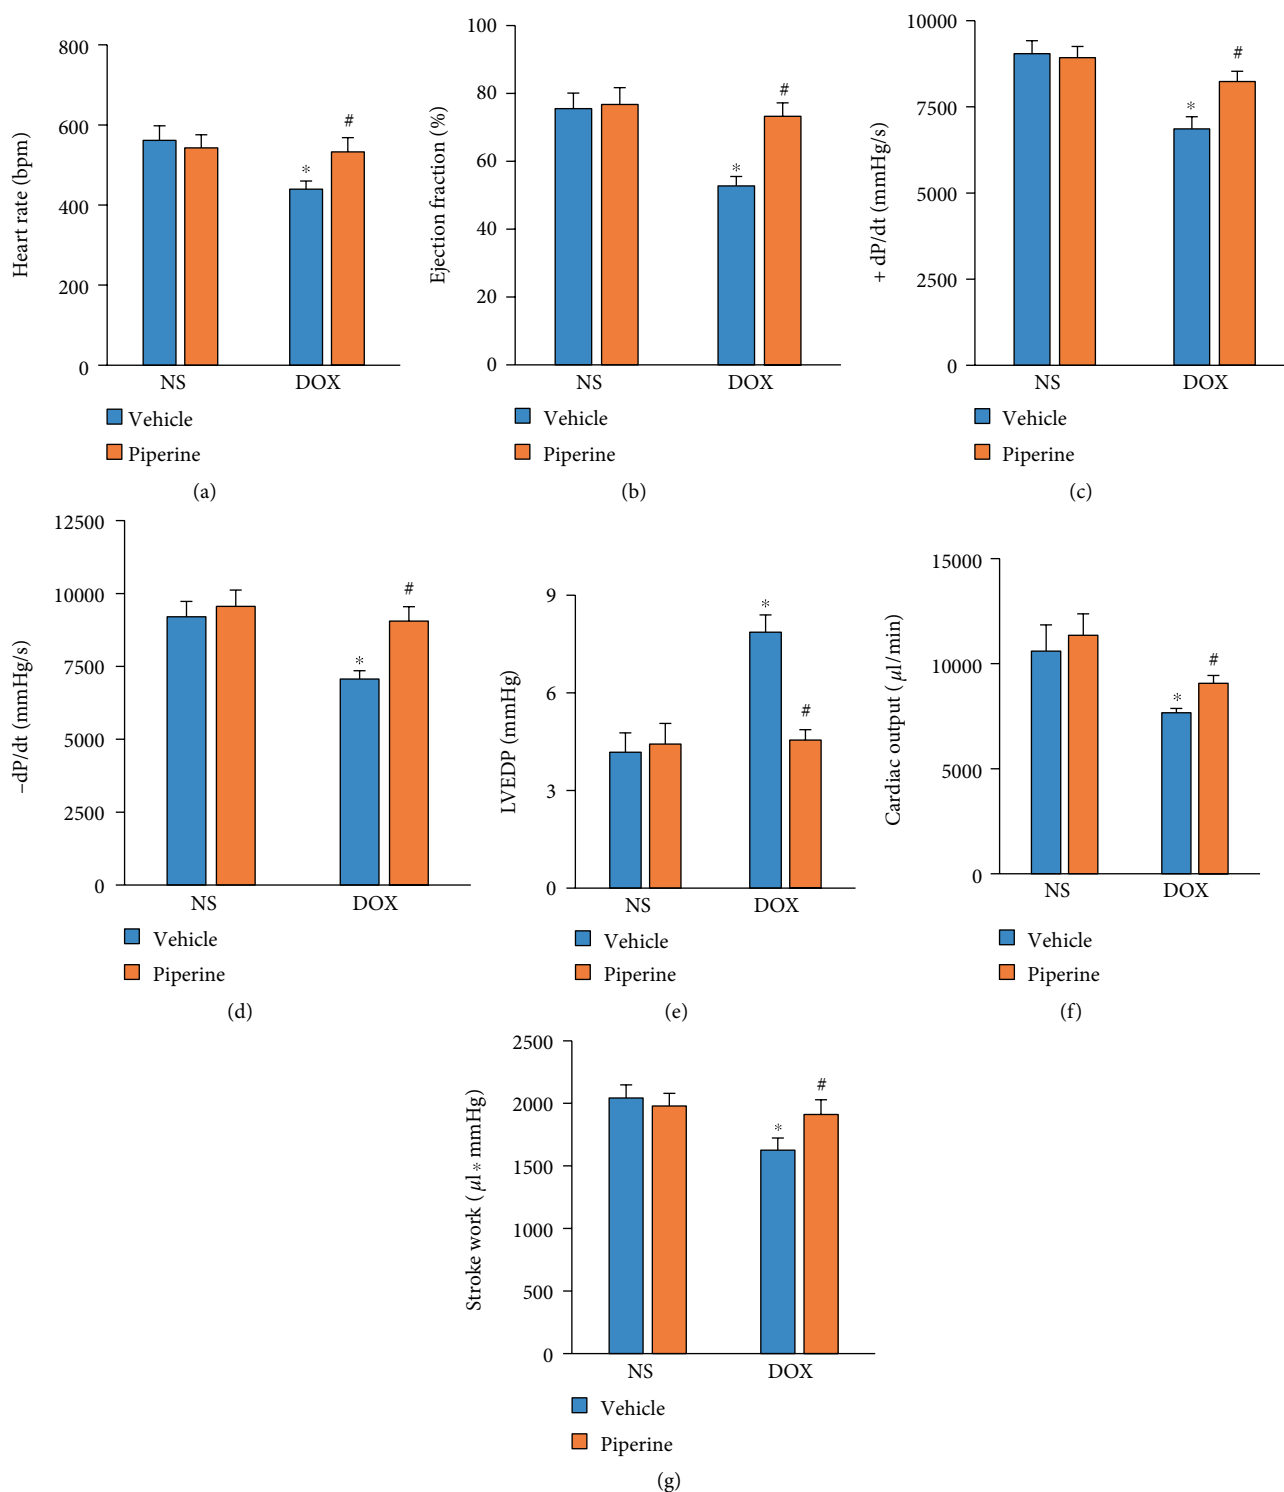 800
600
400
200
0
Heart rate (bpm)
*
#
NS
DOX
Vehicle
Piperine
(a)
100
80
60
40
20
0
Ejection fraction (%)
*
#
NS
DOX
Vehicle
Piperine
(b)
10000
7500
5000
2500
0
+ dP/dt (mmHg/s)
*
#
NS
DOX
Vehicle
Piperine
(c)
12500
10000
7500
5000
2500
0
−dP/dt (mmHg/s)
*
#
NS
DOX
Vehicle
Piperine
(d)
9
6
3
0
LVEDP (mmHg)
*
#
NS
DOX
Vehicle
Piperine
(e)
15000
10000
5000
0
Cardiac output (μl/min)
*
#
NS
DOX
Vehicle
Piperine
(f)
2500
2000
1500
1000
500
0
Stroke work (μl∗mmHg)
*
#
NS
DOX
Vehicle
Piperine
(g)